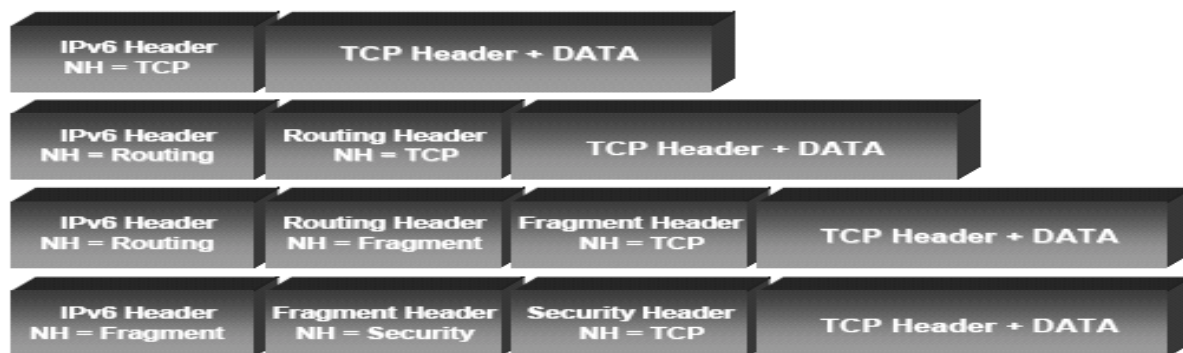 IPv6 Header
NH = TCP
TCP Header + DATA
IPv6 Header
NH = Routing
Routing Header
NH = TCP
TCP Header + DATA
IPv6 Header
NH = Routing
Routing Header
NH = Fragment
Fragment Header
NH = TCP
TCP Header + DATA
IPv6 Header
NH = Fragment
Fragment Header
NH = Security
Security Header
NH = TCP
TCP Header + DATA